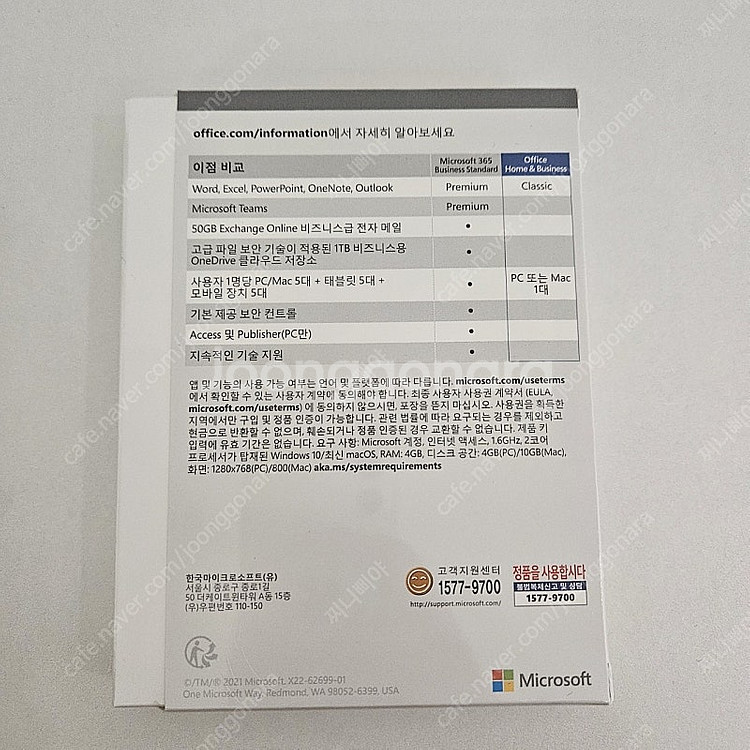 office.com/information에서 자세히 알아보세요
이점 비교
Microsoft 365
Business Standard
Office
Home & Business
Word, Excel, PowerPoint, OneNote, Outlook
Premium
Classic
Microsoft Teams
Premium
50GB Exchange Online 비즈니스급 전자 메일
•
고급 파일 보안 기술이 적용된 1TB 비즈니스용
OneDrive 클라우드 저장소
•
사용자 1명당 PC/Mac 5대 + 태블릿 5대 +
모바일 장치 5대
•
PC 또는 Mac
1대
기본 제공 보안 컨트롤
•
Access 및 Publisher(PC만)
•
지속적인 기술 지원
•
joonggonara
앱 및 기능의 사용 가능 여부는 언어 및 플랫폼에 따라 다릅니다. microsoft.com/useterms
에서 확인할 수 있는 사용자 계약에 동의해야 합니다. 최종 사용자 사용권 계약서 (EULA,
microsoft.com/useterms) 에 동의하지 않으시면, 포장을 뜯지 마십시오. 사용권을 획득한
지역에서만 구입 및 정품 인증이 가능합니다. 관련 법률에 따라 요구되는 경우를 제외하고
현금으로 반환할 수 없으며, 훼손되거나 정품 인증된 경우 교환할 수 없습니다. 제품 키
입력에 유효 기간은 없습니다. 요구 사항: Microsoft 계정, 인터넷 액세스, 1.6GHz, 2코어
프로세서가 탑재된 Windows 10/최신 macOS, RAM: 4GB, 디스크 공간: 4GB(PC)/10GB(Mac),
화면: 1280x768(PC)/800(Mac) aka.ms/systemrequirements
한국마이크로소프트(유)
서울시 종로구 종로1길
50 더케이트윈타워 A동 15층
(우)우편번호 110-150
고객지원센터
1577-9700
http://support.microsoft.com/
정품을 사용합시다
불법복제신고 및 상담
1577-9700
©/TM/® 2021 Microsoft. X22-62699-01
One Microsoft Way, Redmond, WA 98052-6399, USA
Microsoft
cafe.naver.com/joonggonara
째니삐야